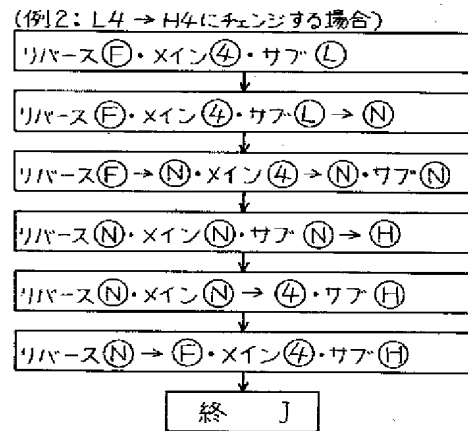 (例2: L4→H4にチェンジする場合)
リバースⒻ・メイン④・サブⓁ
リバースⒻ・メイン④・サブⓁ→Ⓝ
リバースⒻ→Ⓝ・メイン④→Ⓝ・サブⓃ
リバースⓃ・メインⓃ・サブⓃ→Ⓗ
リバースⓃ・メインⓃ→④・サブⒽ
リバースⓃ→Ⓕ・メイン④・サブⒽ
終 J